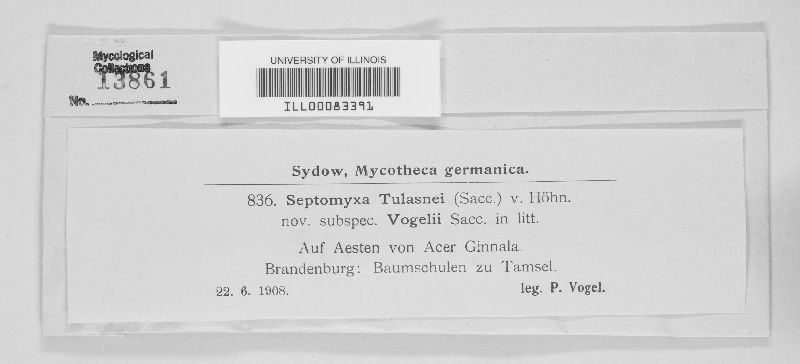 Mycological
Collections
13861
No.
UNIVERSITY OF ILLINOIS
ILL00083391
Sydow, Mycotheca germanica.
836. Septomyxa Tulasnei (Sacc.) v. Höhn.
nov. subspec. Vogelii Sacc. in litt.
Auf Aesten von Acer Ginnala.
Brandenburg: Baumschulen zu Tamsel.
22. 6. 1908. leg. P. Vogel.